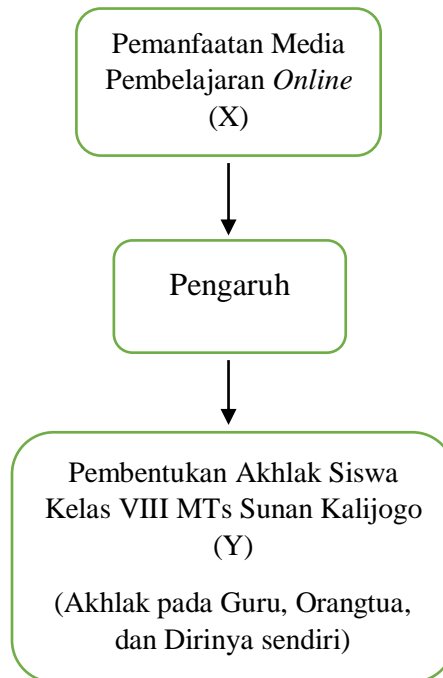 Pemanfaatan Media
Pembelajaran Online
(X)
Pengaruh
Pembentukan Akhlak Siswa
Kelas VIII MTs Sunan Kalijogo
(Y)
(Akhlak pada Guru, Orangtua,
dan Dirinya sendiri)